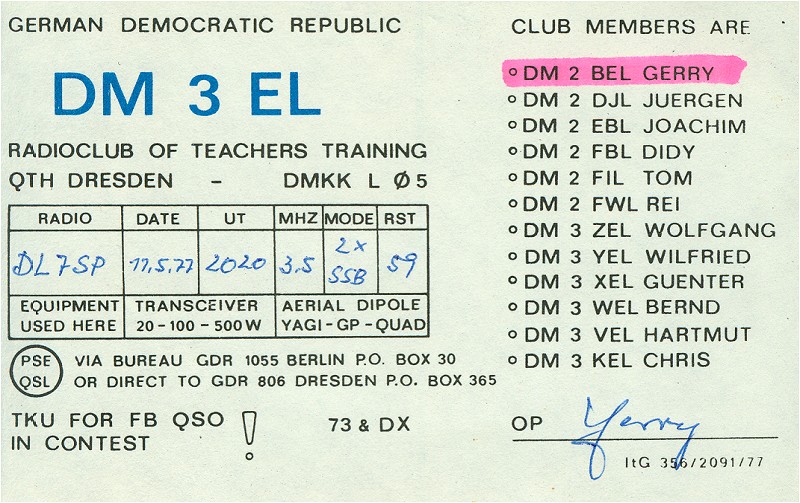 GERMAN DEMOCRATIC REPUBLIC
DM 3 EL
RADIOCLUB OF TEACHERS TRAINING
QTH DRESDEN - DMKK L Ø5
RADIO DATE UT MHZ MODE RST
DL7SP 11.5.77 2020 3.5 2x SSB 59
EQUIPMENT TRANSCEIVER AERIAL DIPOLE
USED HERE 20-100-500W YAGI-GP-QUAD
PSE VIA BUREAU GDR 1055 BERLIN P.O. BOX 30
QSL OR DIRECT TO GDR 806 DRESDEN P.O. BOX 365
TKU FOR FB QSO ! 73 & DX
IN CONTEST
CLUB MEMBERS ARE
DM 2 BEL GERRY
DM 2 DJL JUERGEN
DM 2 EBL JOACHIM
DM 2 FBL DIDY
DM 2 FIL TOM
DM 2 FWL REI
DM 3 ZEL WOLFGANG
DM 3 YEL WILFRIED
DM 3 XEL GUENTER
DM 3 WEL BERND
DM 3 VEL HARTMUT
DM 3 KEL CHRIS
OP Gerry
ItG 356/2091/77